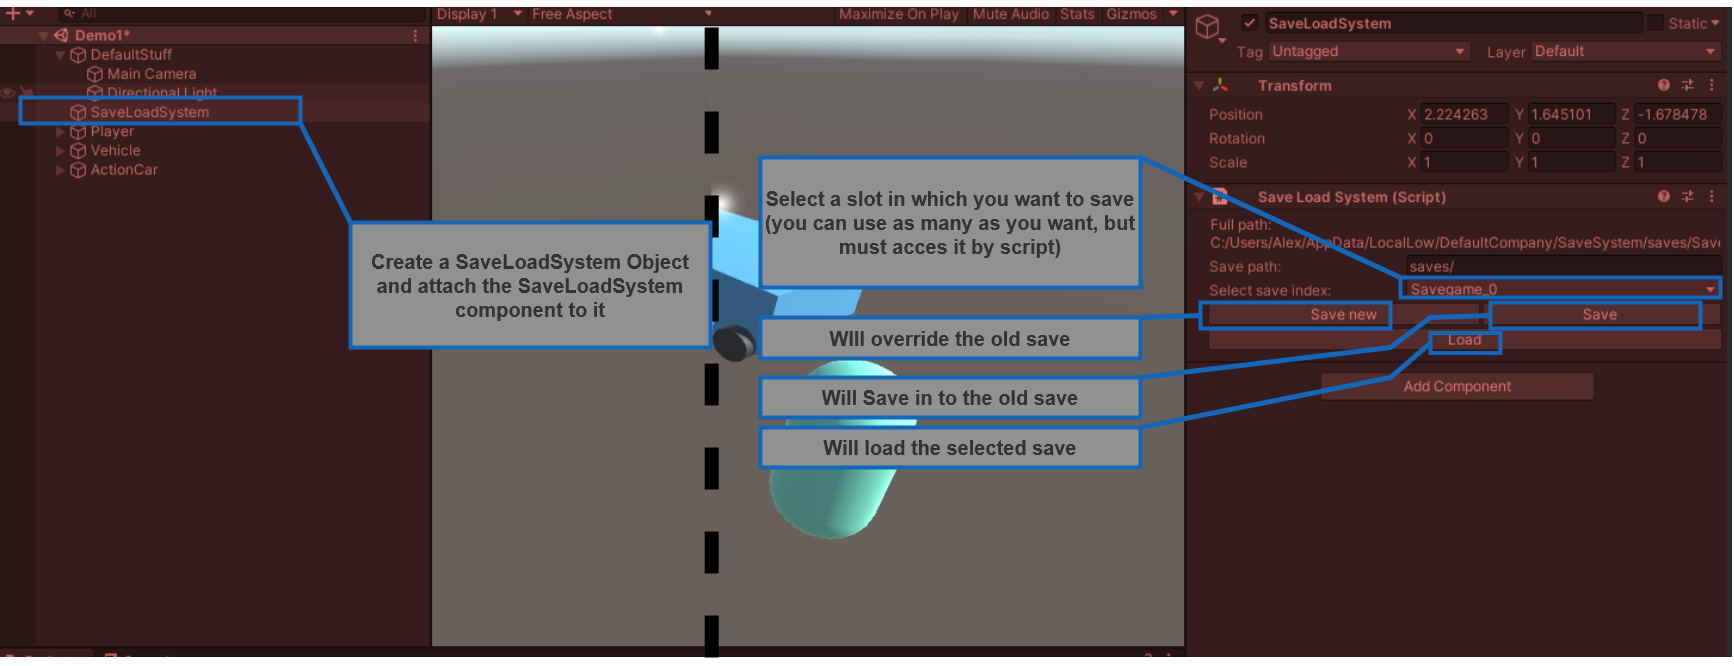 All
Demo1*
DefaultStuff
Main Camera
Directional Light
SaveLoadSystem
Player
Vehicle
ActionCar
Display 1
Free Aspect
Maximize On Play
Mute Audio
Stats
Gizmos
Create a SaveLoadSystem Object
and attach the SaveLoadSystem
component to it
Select a slot in which you want to save
(you can use as many as you want, but
must acces it by script)
WIll override the old save
Will Save in to the old save
Will load the selected save
SaveLoadSystem
Static
Tag Untagged
Layer Default
Transform
Position X 2.224263 Y 1.645101 Z -1.678478
Rotation X 0 Y 0 Z 0
Scale X 1 Y 1 Z 1
Save Load System (Script)
Full path:
C:/Users/Alex/AppData/LocalLow/DefaultCompany/SaveSystem/saves/Save
Save path: saves/
Select save index: Savegame_0
Save new
Save
Load
Add Component